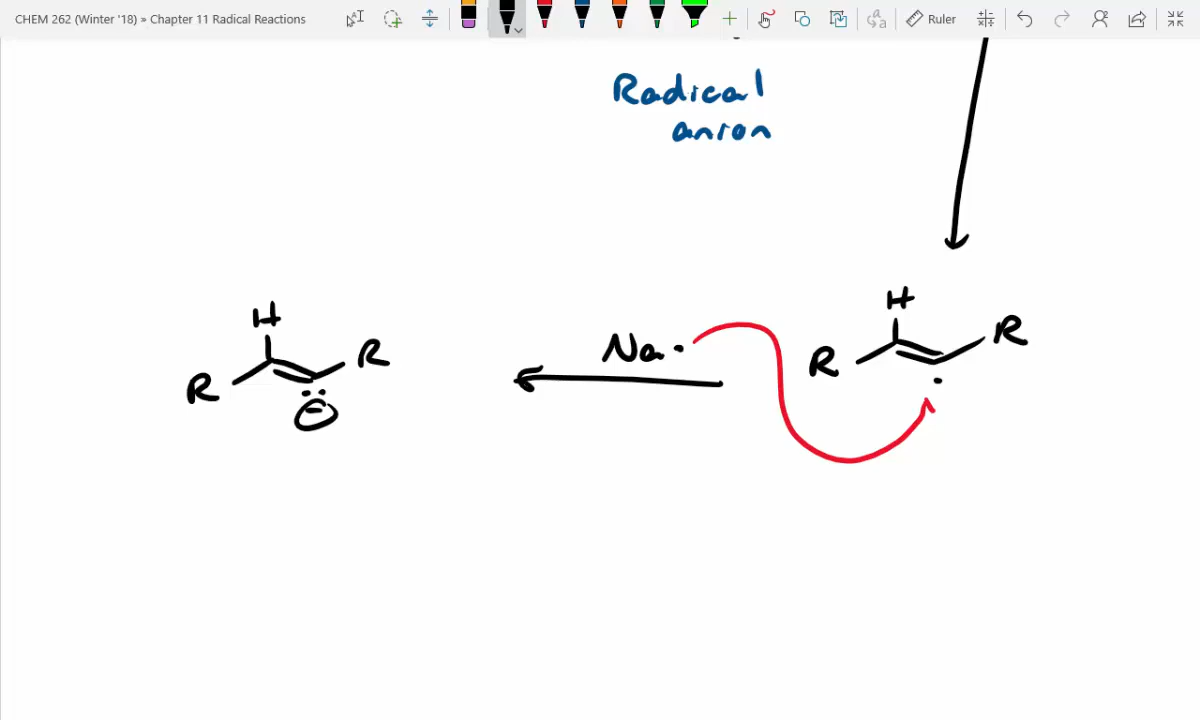 CHEM 262 (Winter '18) » Chapter 11 Radical Reactions
Ruler
Radical
anion
H
R
R
Na·
H
R
R